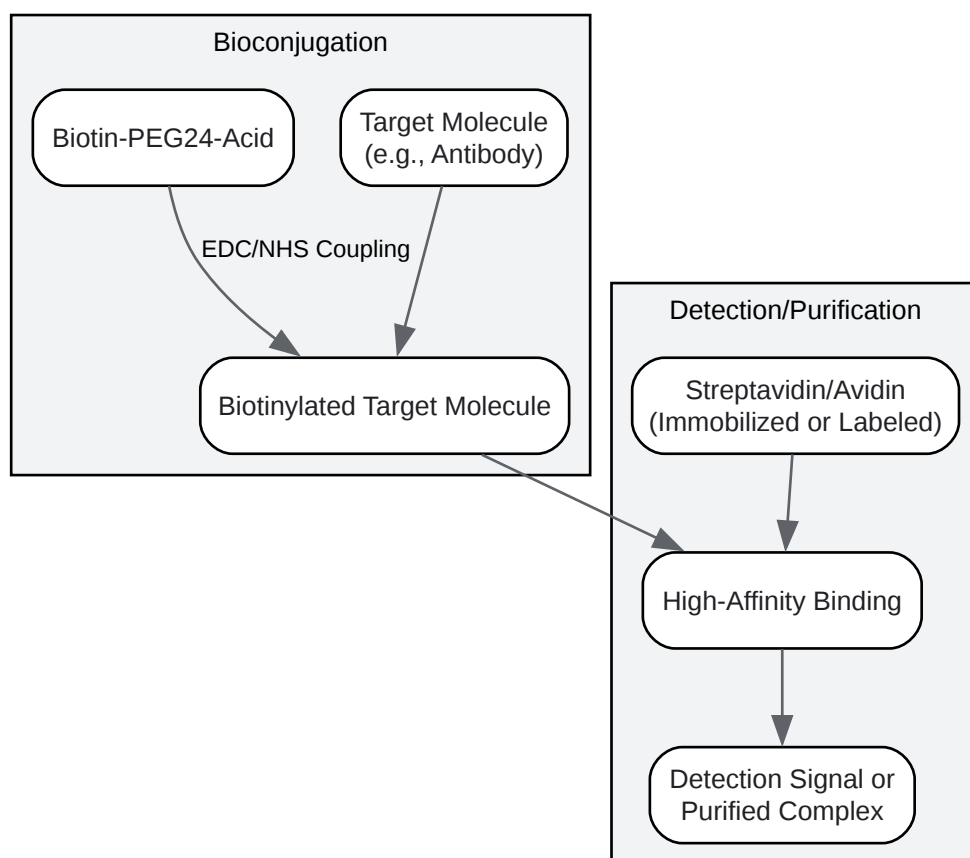 Bioconjugation
Biotin-PEG24-Acid
Target Molecule
(e.g., Antibody)
EDC/NHS Coupling
Biotinylated Target Molecule
Detection/Purification
Streptavidin/Avidin
(Immobilized or Labeled)
High-Affinity Binding
Detection Signal or
Purified Complex